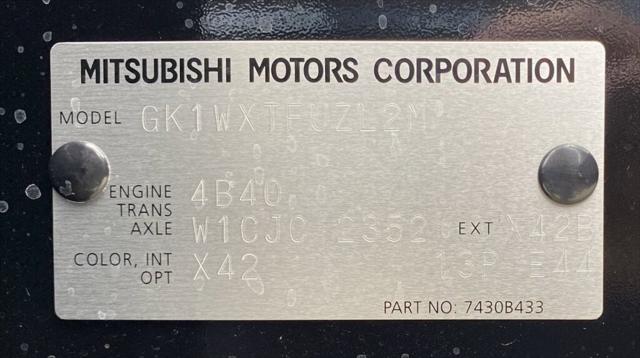 MITSUBISHI MOTORS CORPORATION
MODEL GK1WXTFUZL2M
ENGINE 4B40
TRANS
AXLE W1CJC 2352 EXT X42B
COLOR, INT
OPT X42 13P E44
PART NO: 7430B433